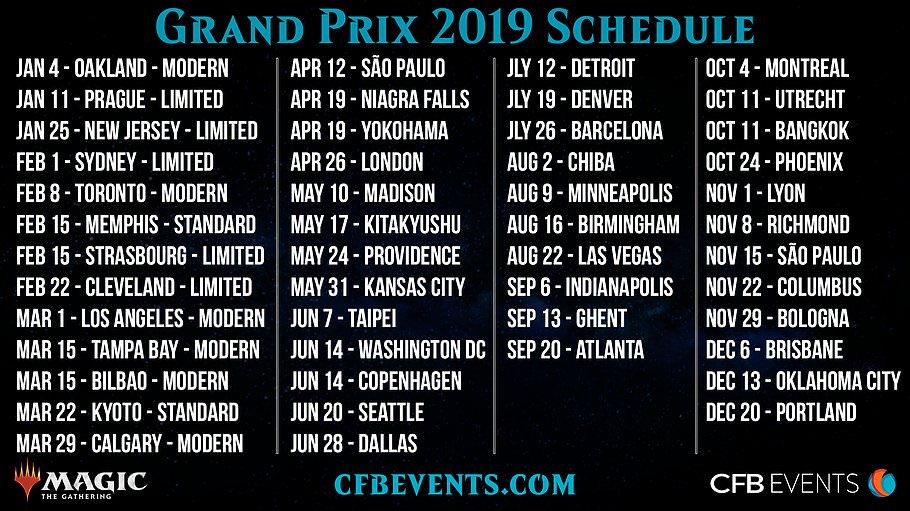 Grand Prix 2019 Schedule
JAN 4 - OAKLAND - MODERN
JAN 11 - PRAGUE - LIMITED
JAN 25 - NEW JERSEY - LIMITED
FEB 1 - SYDNEY - LIMITED
FEB 8 - TORONTO - MODERN
FEB 15 - MEMPHIS - STANDARD
FEB 15 - STRASBOURG - LIMITED
FEB 22 - CLEVELAND - LIMITED
MAR 1 - LOS ANGELES - MODERN
MAR 15 - TAMPA BAY - MODERN
MAR 15 - BILBAO - MODERN
MAR 22 - KYOTO - STANDARD
MAR 29 - CALGARY - MODERN
APR 12 - SÃO PAULO
APR 19 - NIAGRA FALLS
APR 19 - YOKOHAMA
APR 26 - LONDON
MAY 10 - MADISON
MAY 17 - KITAKYUSHU
MAY 24 - PROVIDENCE
MAY 31 - KANSAS CITY
JUN 7 - TAIPEI
JUN 14 - WASHINGTON DC
JUN 14 - COPENHAGEN
JUN 20 - SEATTLE
JUN 28 - DALLAS
JLY 12 - DETROIT
JLY 19 - DENVER
JLY 26 - BARCELONA
AUG 2 - CHIBA
AUG 9 - MINNEAPOLIS
AUG 16 - BIRMINGHAM
AUG 22 - LAS VEGAS
SEP 6 - INDIANAPOLIS
SEP 13 - GHENT
SEP 20 - ATLANTA
OCT 4 - MONTREAL
OCT 11 - UTRECHT
OCT 11 - BANGKOK
OCT 24 - PHOENIX
NOV 1 - LYON
NOV 8 - RICHMOND
NOV 15 - SÃO PAULO
NOV 22 - COLUMBUS
NOV 29 - BOLOGNA
DEC 6 - BRISBANE
DEC 13 - OKLAHOMA CITY
DEC 20 - PORTLAND
MAGIC
THE GATHERING
CFBEVENTS.COM
CFB EVENTS